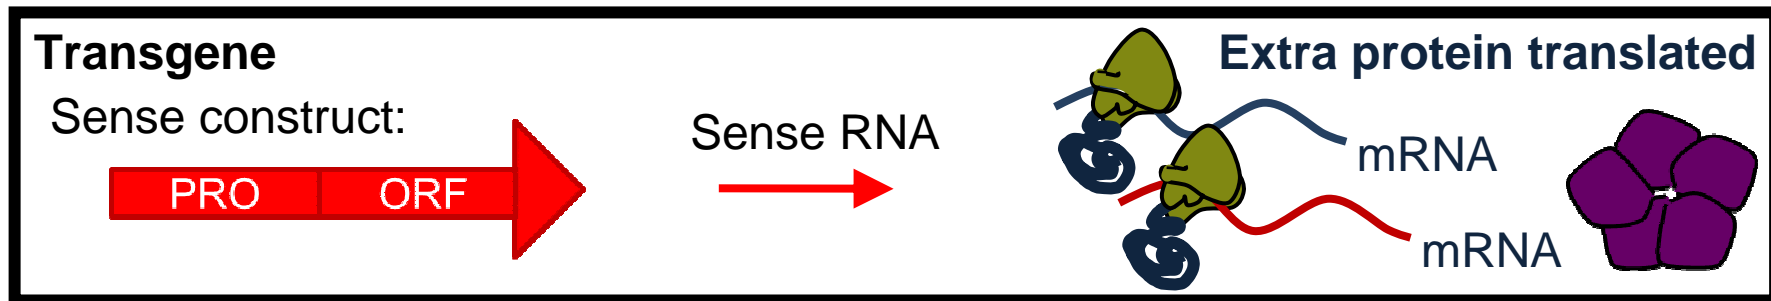 Transgene
Sense construct:
PRO ORF
Sense RNA
Extra protein translated
mRNA
mRNA